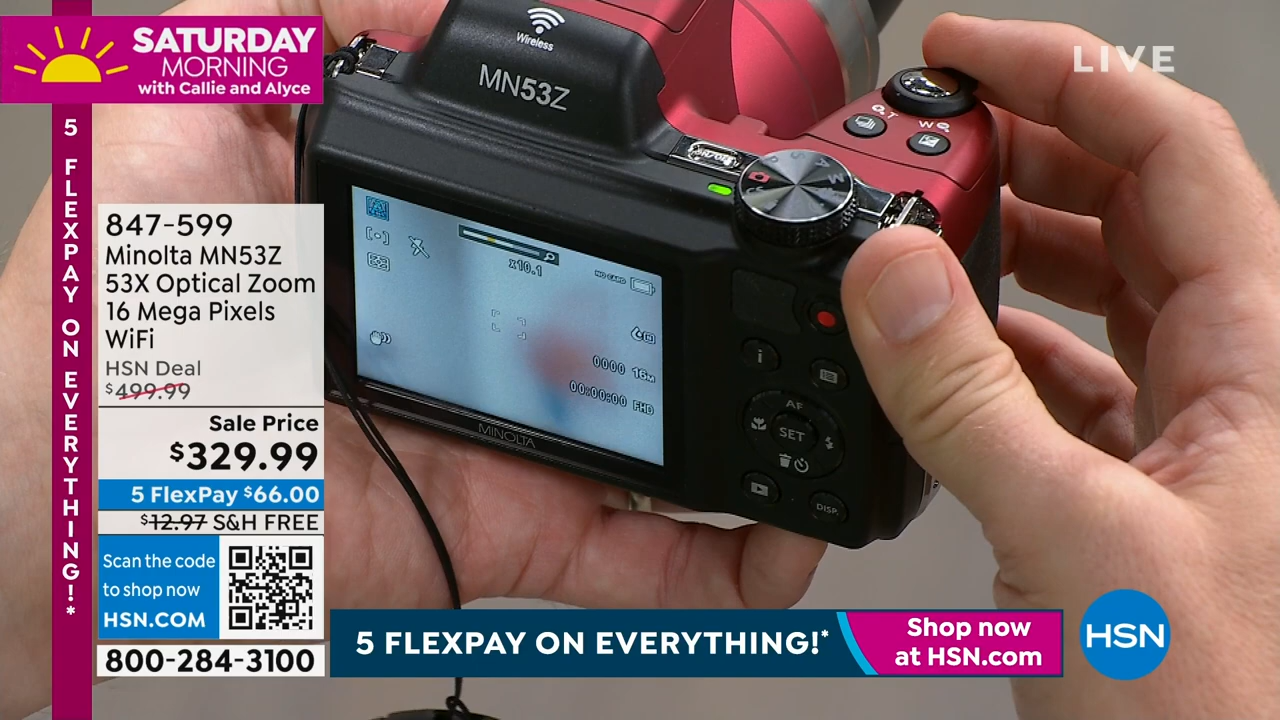 SATURDAY
MORNING
with Callie and Alyce
LIVE
5 FLEXPAY ON EVERYTHING!*
847-599
Minolta MN53Z
53X Optical Zoom
16 Mega Pixels
WiFi
HSN Deal
$499.99
Sale Price
$329.99
5 FlexPay $66.00
$12.97 S&H FREE
Scan the code
to shop now
HSN.COM
800-284-3100
Wireless
MN53Z
T
W
ON/OFF
x10.1
NO CARD
0000 16M
00:00:00 FHD
MINOLTA
i
AF
SET
DISP.
5 FLEXPAY ON EVERYTHING!*
Shop now
at HSN.com
HSN